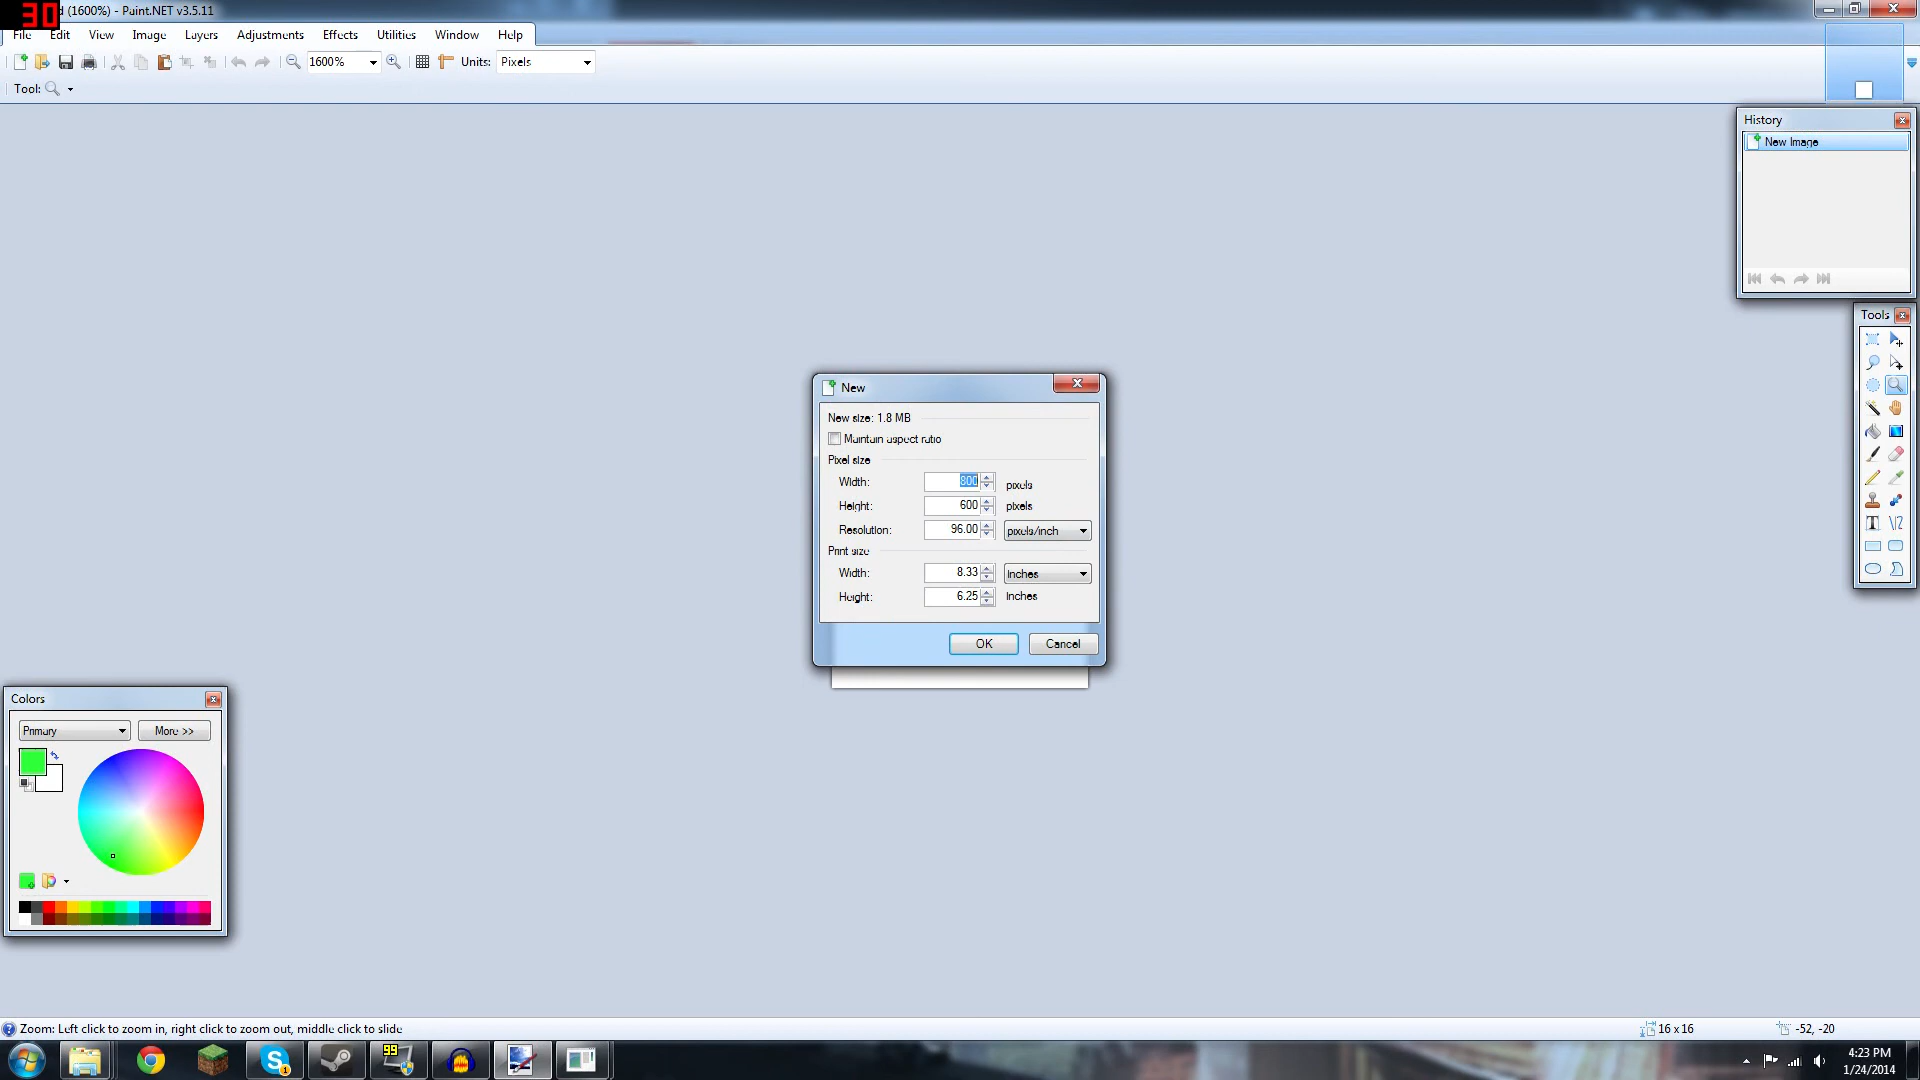 30
d (1600%) - Paint.NET v3.5.11
File Edit View Image Layers Adjustments Effects Utilities Window Help
1600% Units: Pixels
Tool:
History
New Image
Tools
New
New size: 1.8 MB
Maintain aspect ratio
Pixel size
Width: 800 pixels
Height: 600 pixels
Resolution: 96.00 pixels/inch
Print size
Width: 8.33 inches
Height: 6.25 inches
OK Cancel
Colors
Primary More >>
Zoom: Left click to zoom in, right click to zoom out, middle click to slide
16 x 16 -52, -20
99
1
4:23 PM
1/24/2014